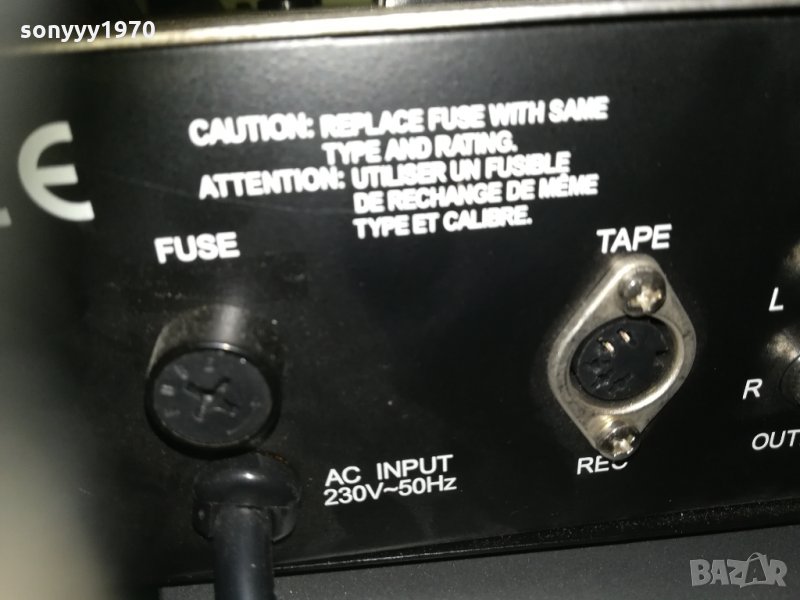 sonyyy1970
CAUTION: REPLACE FUSE WITH SAME
TYPE AND RATING.
ATTENTION: UTILISER UN FUSIBLE
DE RECHANGE DE MÊME
TYPE ET CALIBRE.
CE
FUSE
TAPE
L
R
OUT
AC INPUT
230V~50Hz
REC
BAZAR